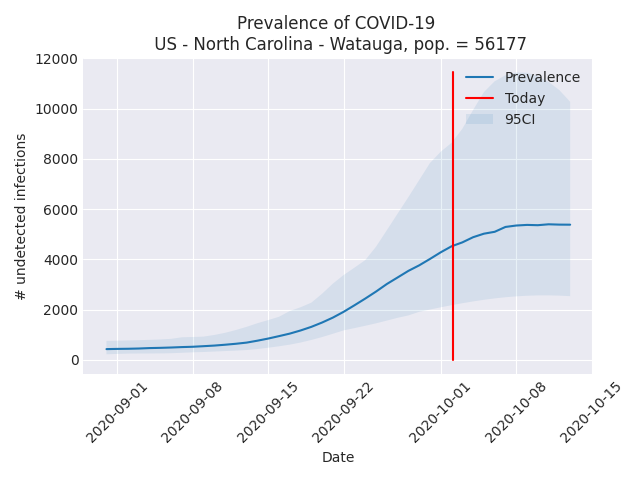 Prevalence of COVID-19
US - North Carolina - Watauga, pop. = 56177
12000
10000
8000
6000
4000
2000
0
# undetected infections
Prevalence
Today
95CI
2020-09-01
2020-09-08
2020-09-15
2020-09-22
2020-10-01
2020-10-08
2020-10-15
Date